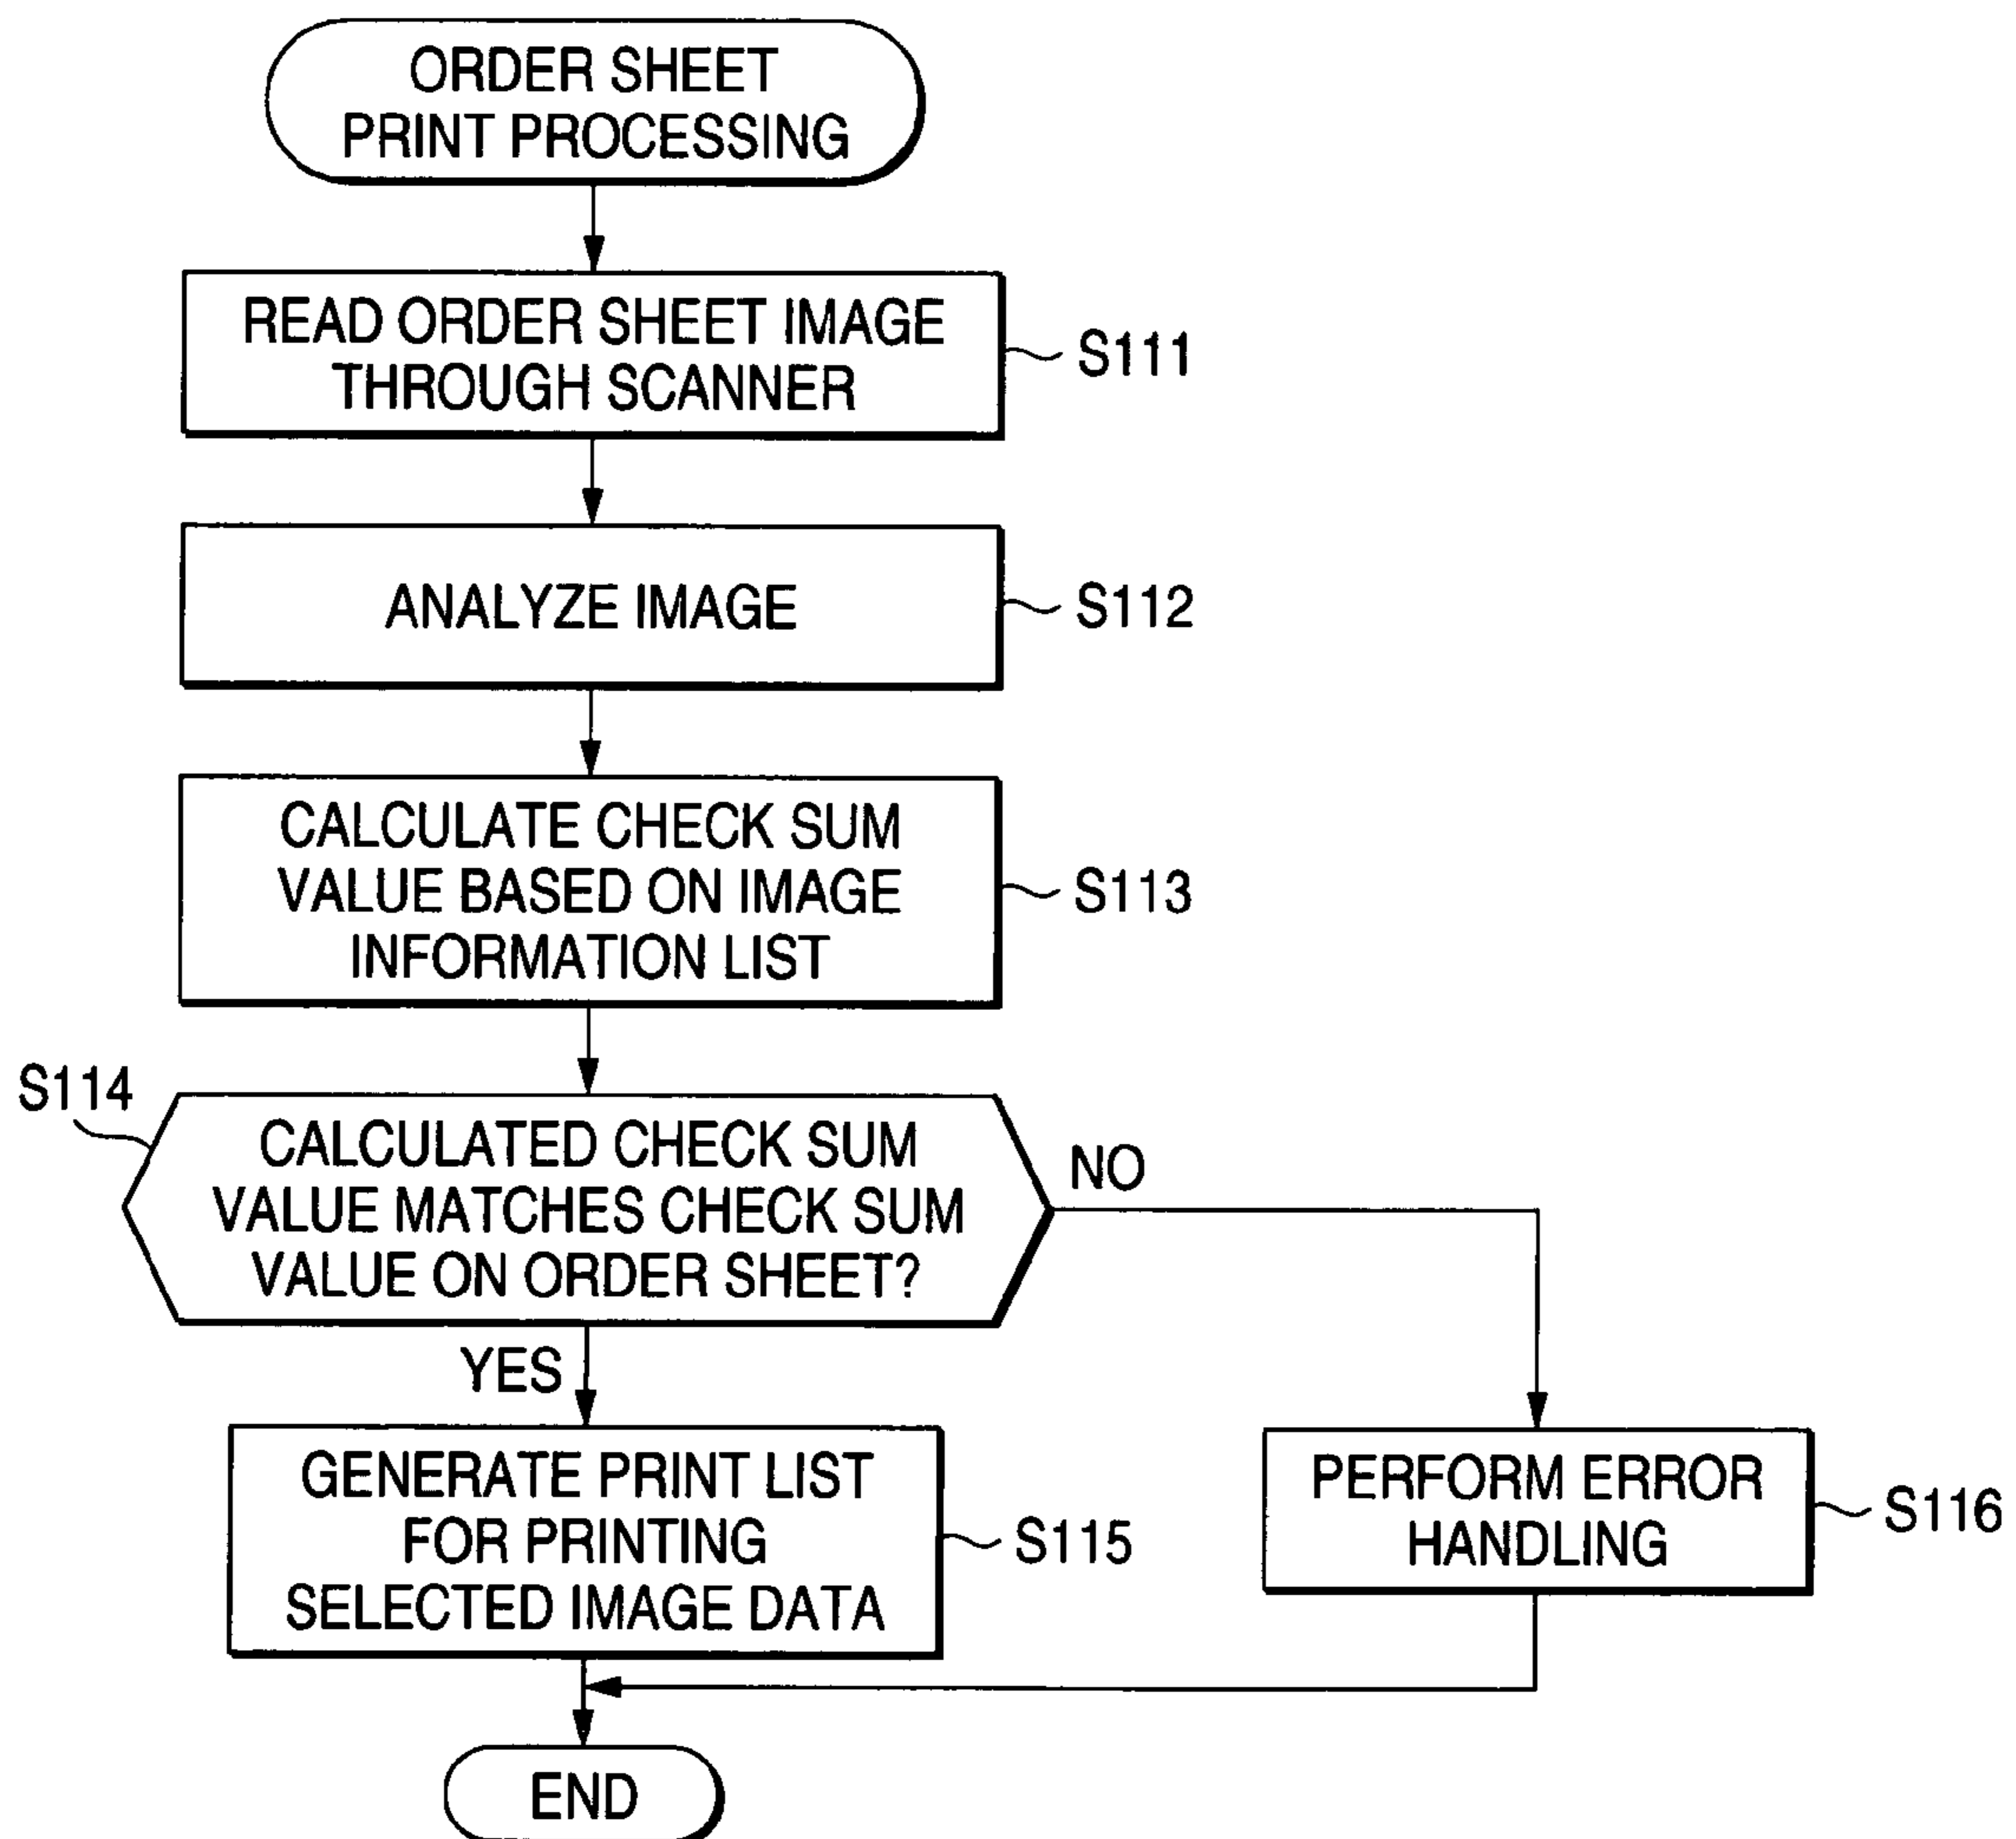 ORDER SHEET
PRINT PROCESSING
READ ORDER SHEET IMAGE
THROUGH SCANNER
S111
ANALYZE IMAGE
S112
CALCULATE CHECK SUM
VALUE BASED ON IMAGE
INFORMATION LIST
S113
S114
CALCULATED CHECK SUM
VALUE MATCHES CHECK SUM
VALUE ON ORDER SHEET?
NO
YES
GENERATE PRINT LIST
FOR PRINTING
SELECTED IMAGE DATA
S115
PERFORM ERROR
HANDLING
S116
END